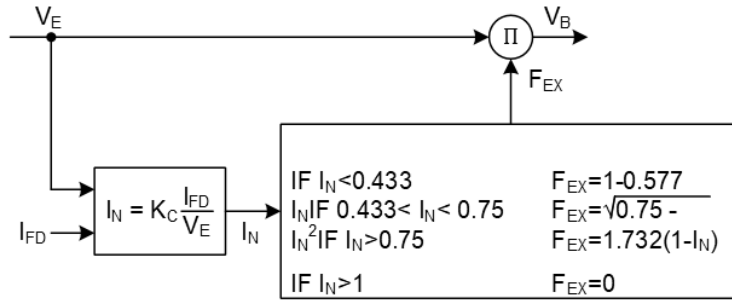 V_E V_B
Π
F_EX
I_N = K_C I_FD/V_E
I_FD
I_N
IF I_N<0.433 F_EX=1-0.577
I_NIF 0.433< I_N< 0.75 F_EX=√0.75 -
I_N²IF I_N>0.75 F_EX=1.732(1-I_N)
IF I_N>1 F_EX=0